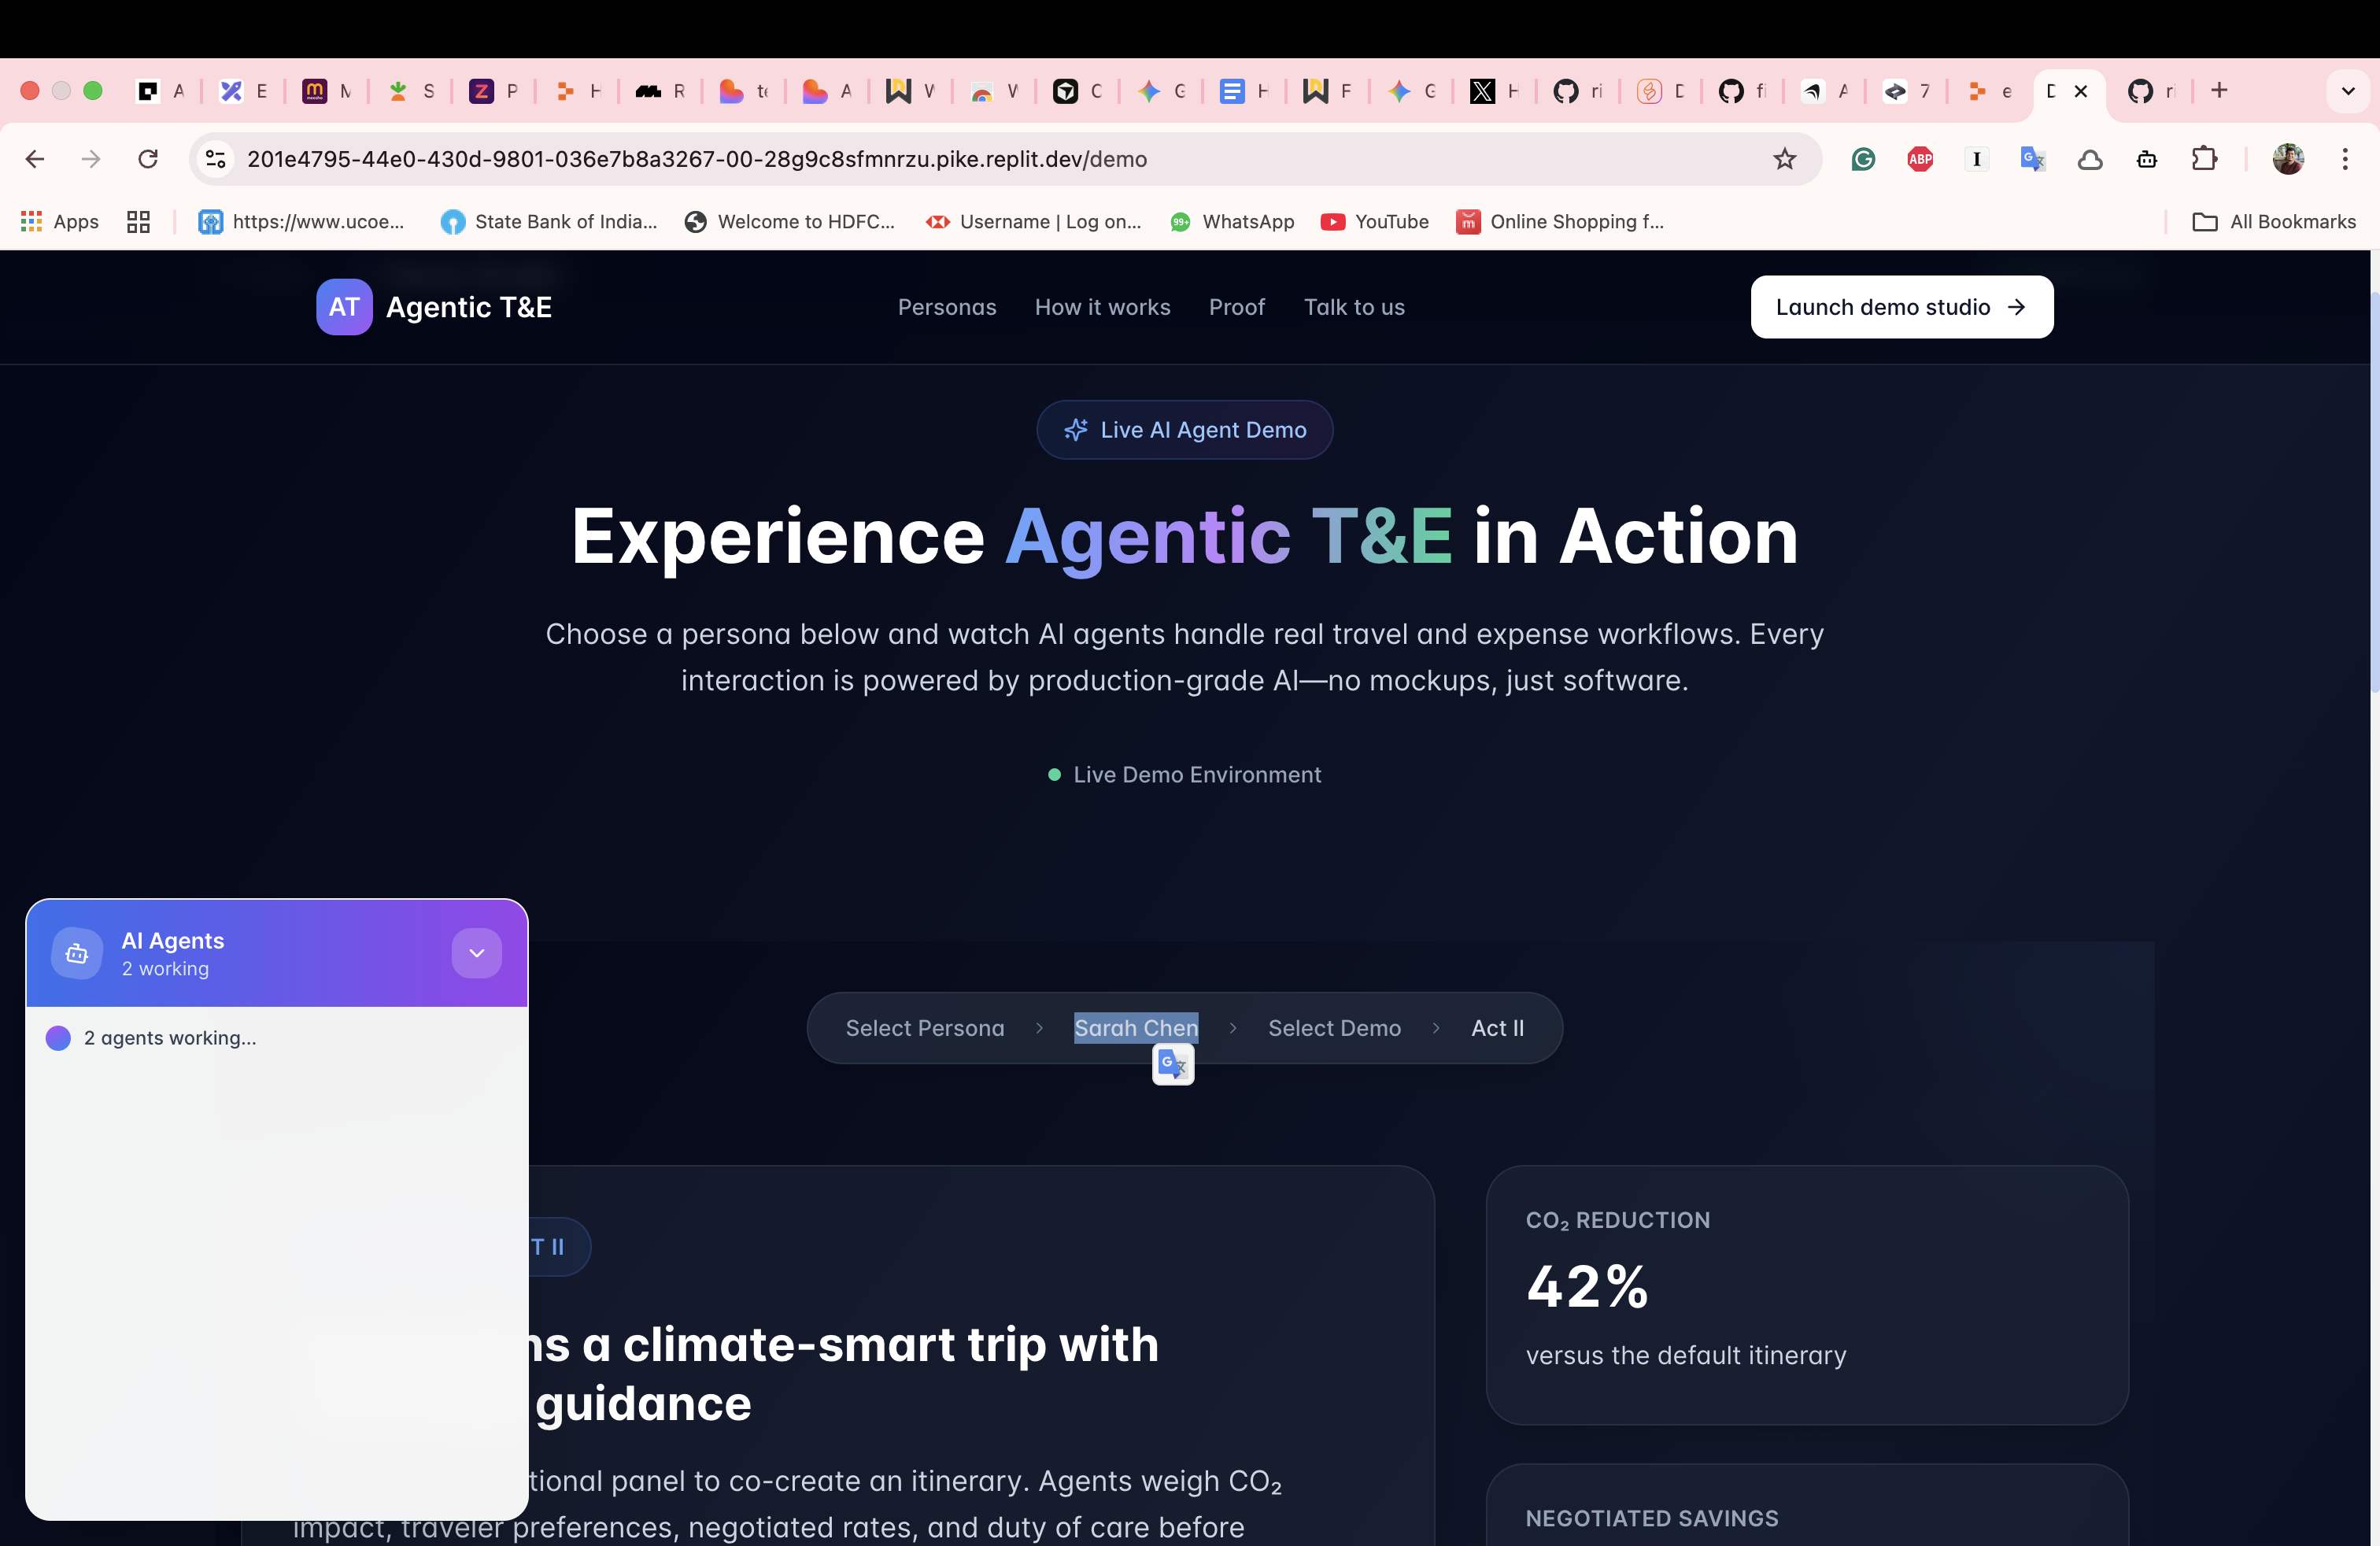 A
E
M
S
Z P
H
R
te
A
W
W
C
G
H
F
G
H
ri
D
fi
A
7
e
D
ri
201e4795-44e0-430d-9801-036e7b8a3267-00-28g9c8sfmnrzu.pike.replit.dev/demo
ABP
Apps
https://www.ucoe...
State Bank of India...
Welcome to HDFC...
Username | Log on...
99+
WhatsApp
YouTube
Online Shopping f...
All Bookmarks
AT
Agentic T&E
Personas
How it works
Proof
Talk to us
Launch demo studio
Live AI Agent Demo
Experience Agentic T&E in Action
Choose a persona below and watch AI agents handle real travel and expense workflows. Every
interaction is powered by production-grade AI—no mockups, just software.
Live Demo Environment
AI Agents
2 working
2 agents working...
Select Persona
Sarah Chen
Select Demo
Act II
T II
ns a climate-smart trip with
guidance
tional panel to co-create an itinerary. Agents weigh CO₂
impact, traveler preferences, negotiated rates, and duty of care before
CO₂ REDUCTION
42%
versus the default itinerary
NEGOTIATED SAVINGS